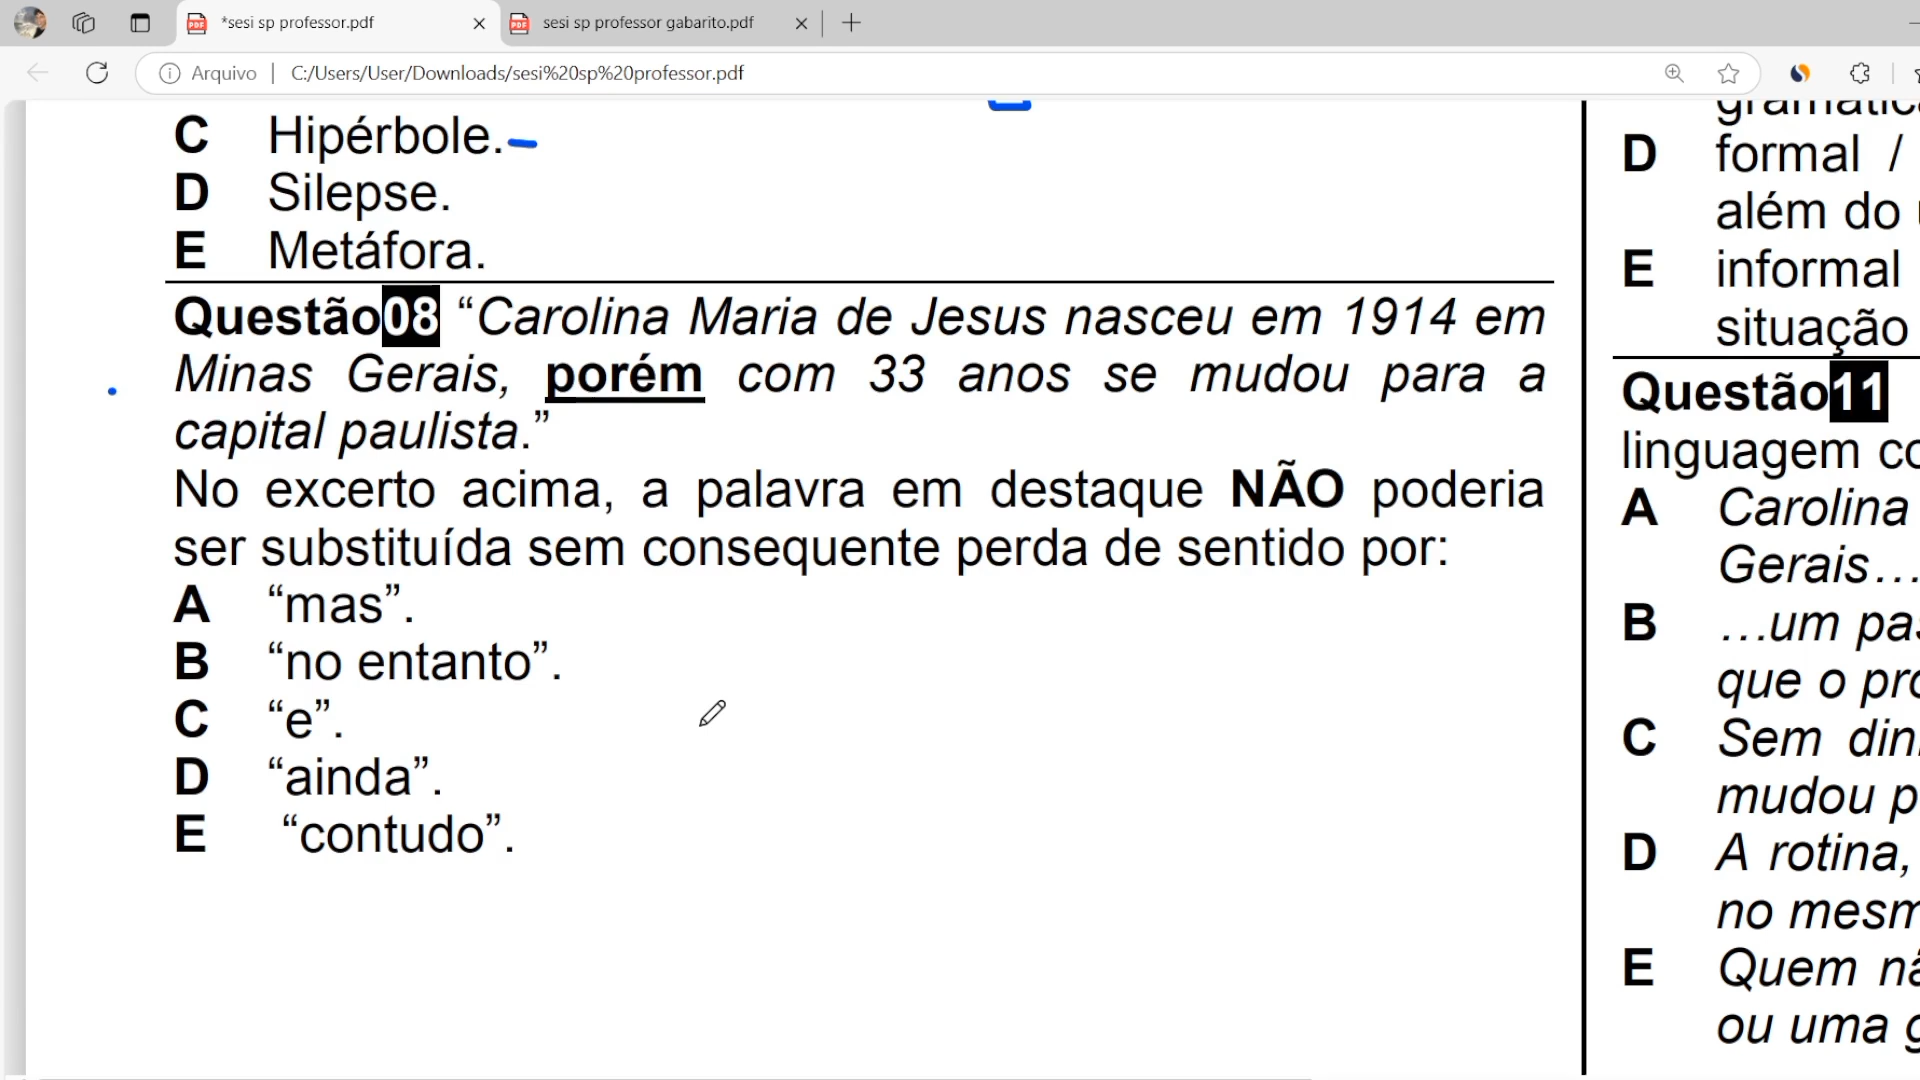 *sesi sp professor.pdf
sesi sp professor gabarito.pdf
Arquivo
C:/Users/User/Downloads/sesi%20sp%20professor.pdf
C Hipérbole.
D Silepse.
E Metáfora.
Questão08 “Carolina Maria de Jesus nasceu em 1914 em
Minas Gerais, porém com 33 anos se mudou para a
capital paulista.”
No excerto acima, a palavra em destaque NÃO poderia
ser substituída sem consequente perda de sentido por:
A “mas”.
B “no entanto”.
C “e”.
D “ainda”.
E “contudo”.
D formal /
além do
E informal
situação
Questão11
linguagem
A Carolina
Gerais…
B …um
que o
C Sem
mudou
D A rotina,
no
E Quem
ou uma